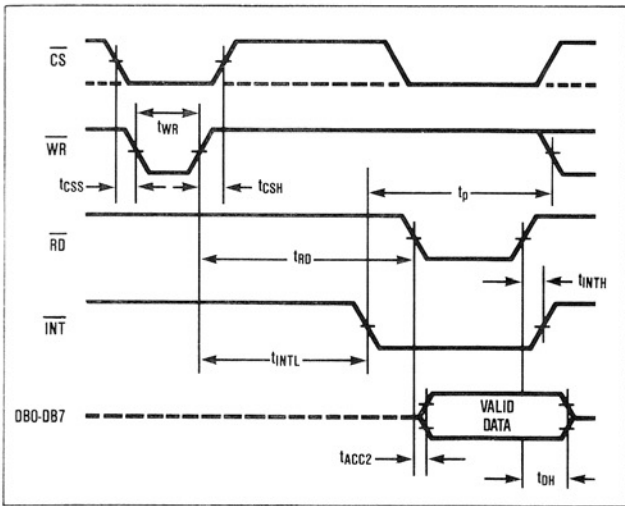 CS
tWR
WR
tCSS
tCSH
tp
RD
tRD
tINTH
INT
tINTL
DB0-DB7
VALID
DATA
tACC2
tDH